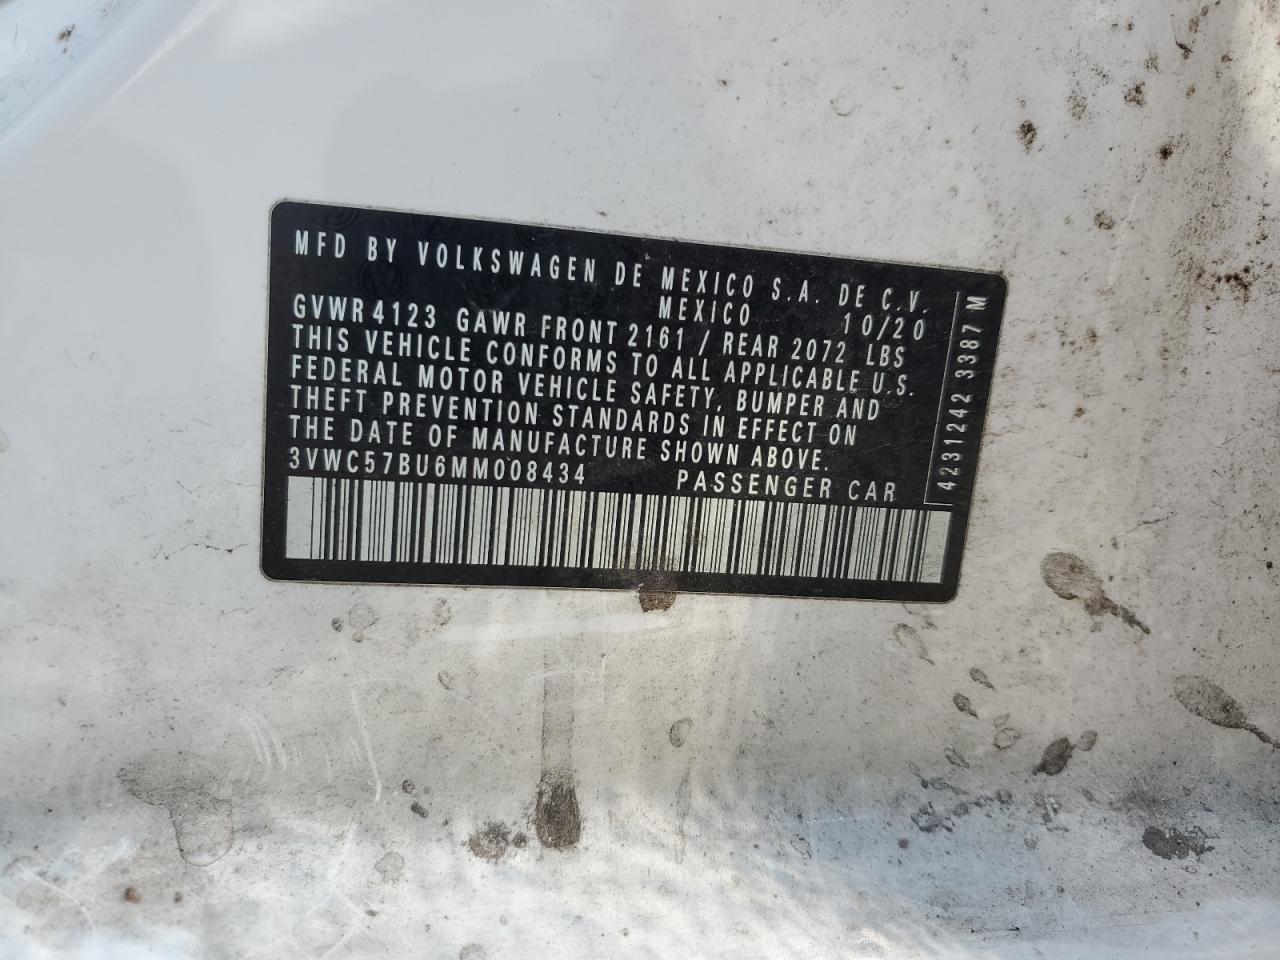 MFD BY VOLKSWAGEN DE MEXICO S.A. DE C.V.
MEXICO 10/20
GVWR 4123 GAWR FRONT 2161 / REAR 2072 LBS
THIS VEHICLE CONFORMS TO ALL APPLICABLE U.S.
FEDERAL MOTOR VEHICLE SAFETY, BUMPER AND
THEFT PREVENTION STANDARDS IN EFFECT ON
THE DATE OF MANUFACTURE SHOWN ABOVE.
3VWC57BU6MM008434 PASSENGER CAR
4231242 3387 M